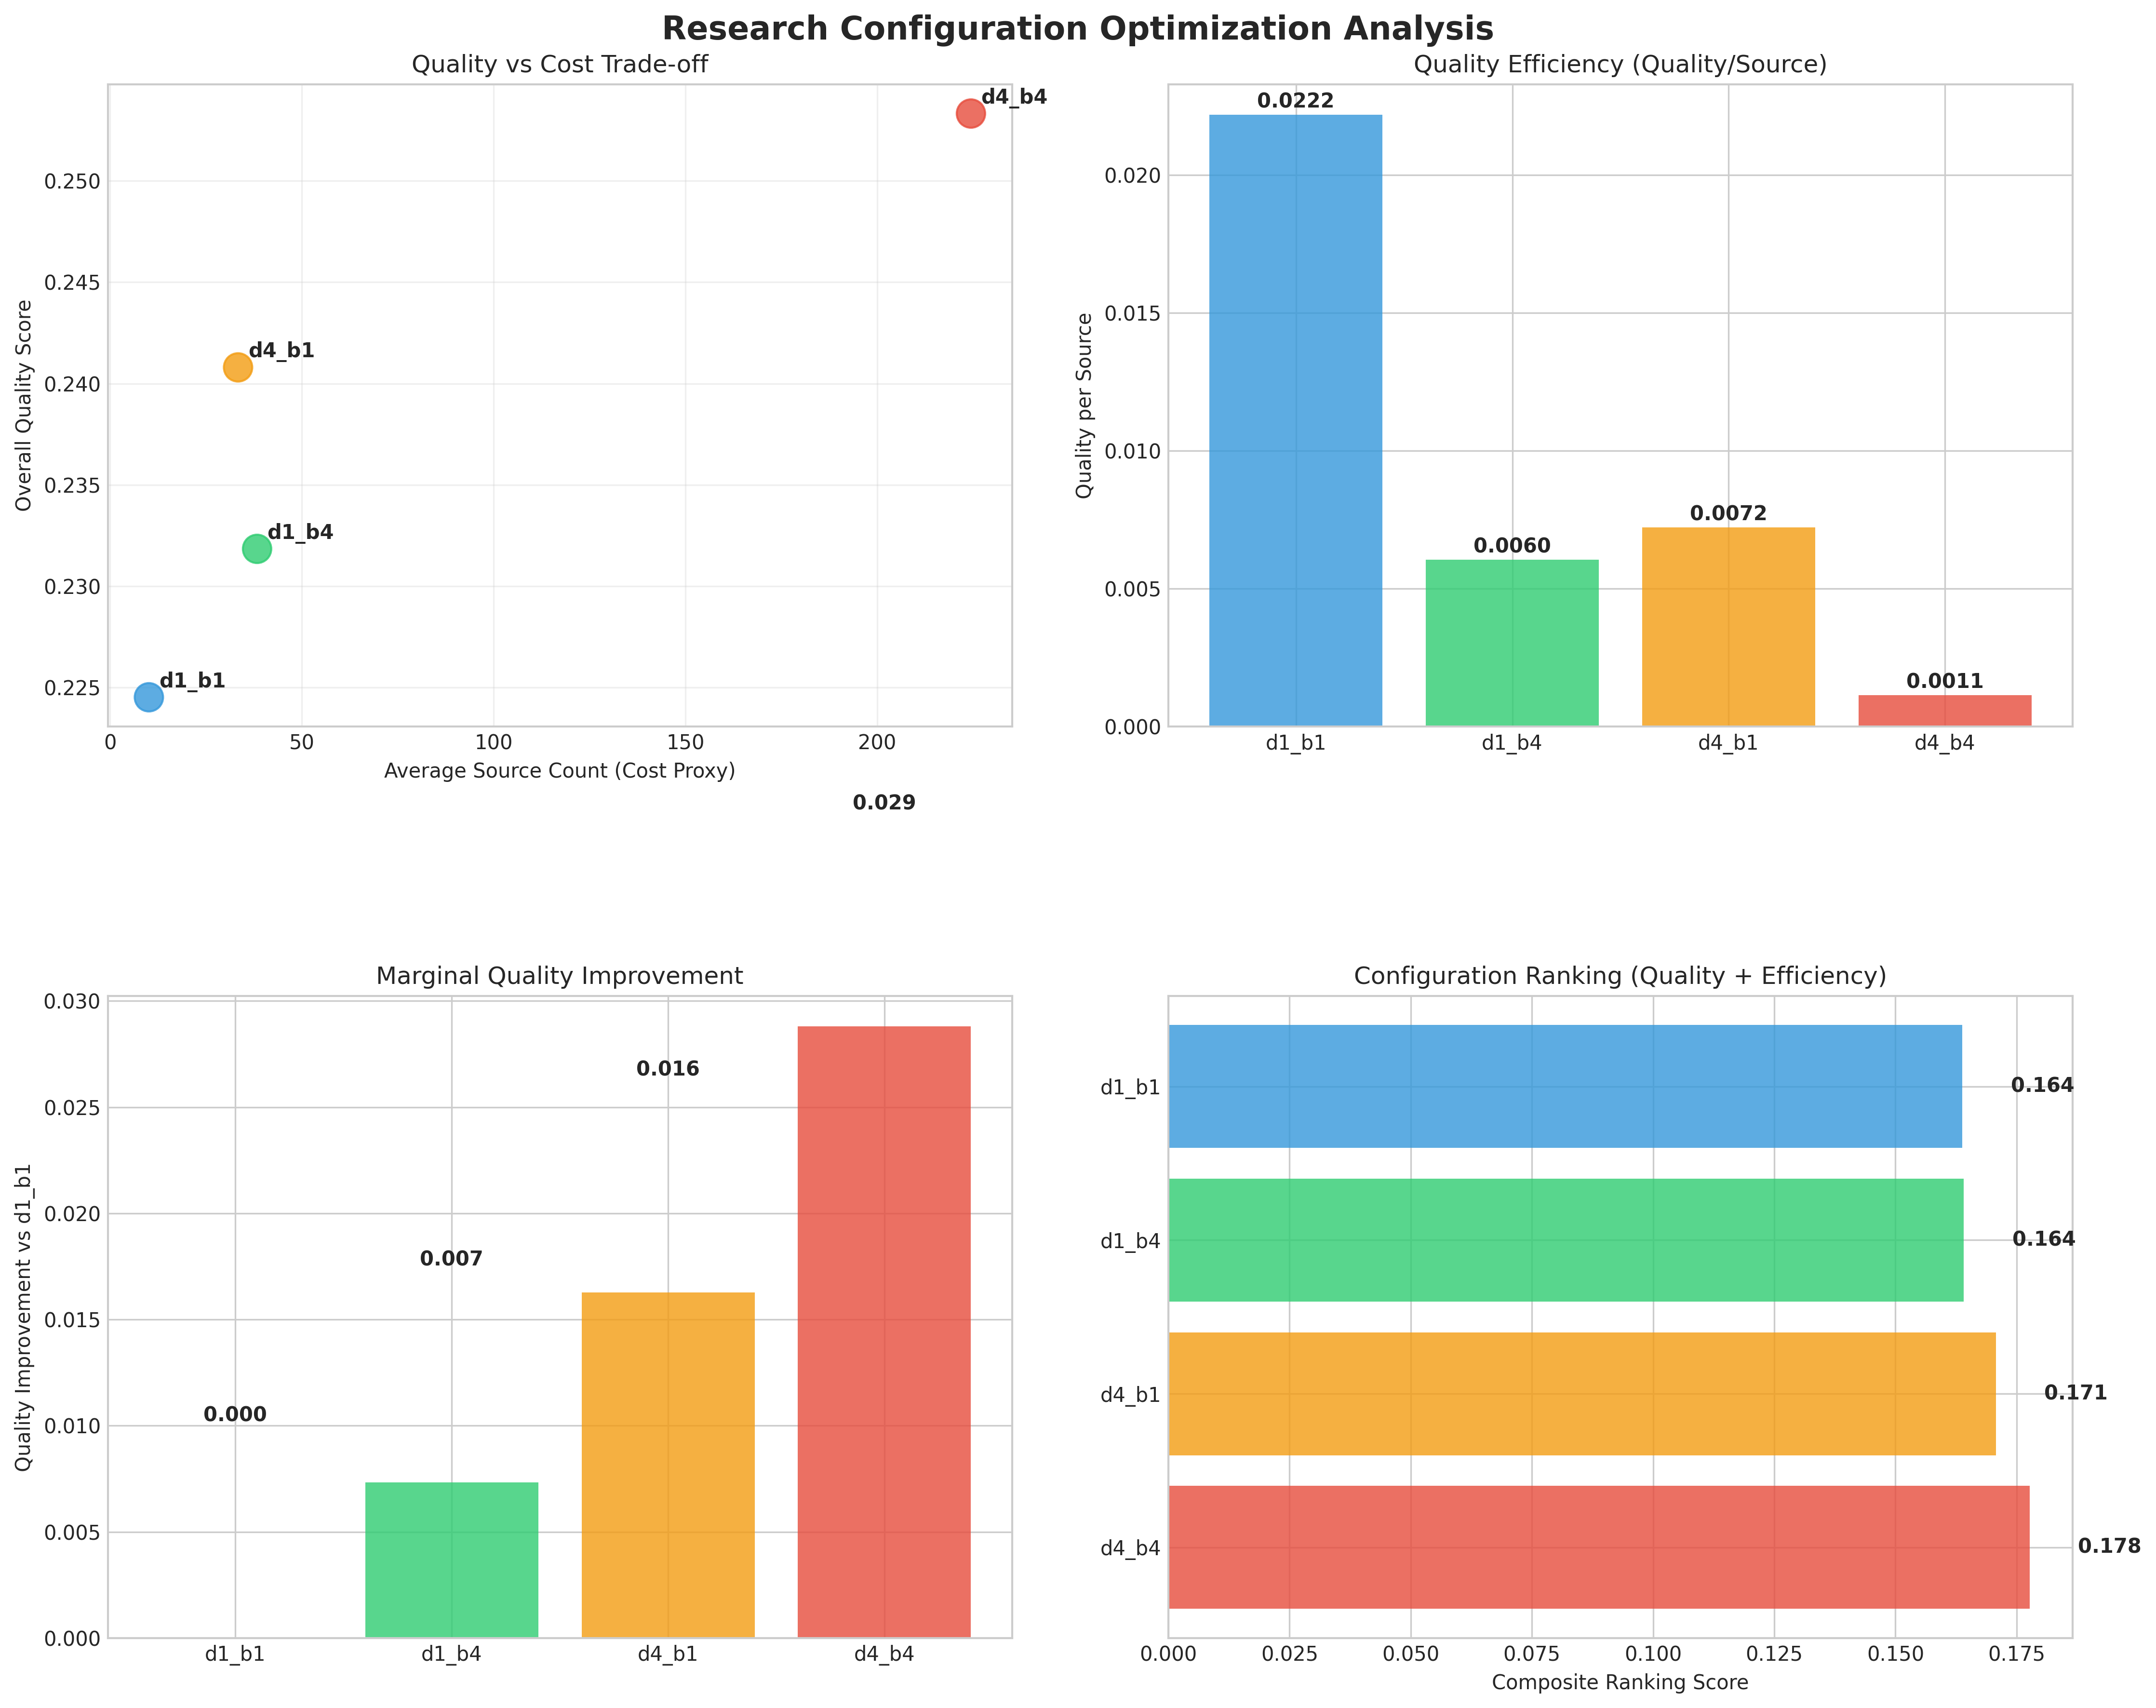 Research Configuration Optimization Analysis
Quality vs Cost Trade-off
Overall Quality Score
0.250
0.245
0.240
0.235
0.230
0.225
d4_b4
d4_b1
d1_b4
d1_b1
0
50
100
150
200
Average Source Count (Cost Proxy)
Quality Efficiency (Quality/Source)
Quality per Source
0.020
0.015
0.010
0.005
0.000
0.0222
0.0060
0.0072
0.0011
d1_b1
d1_b4
d4_b1
d4_b4
0.029
Marginal Quality Improvement
Quality Improvement vs d1_b1
0.030
0.025
0.020
0.015
0.010
0.005
0.000
0.000
0.007
0.016
d1_b1
d1_b4
d4_b1
d4_b4
Configuration Ranking (Quality + Efficiency)
d1_b1
0.164
d1_b4
0.164
d4_b1
0.171
d4_b4
0.178
0.000
0.025
0.050
0.075
0.100
0.125
0.150
0.175
Composite Ranking Score